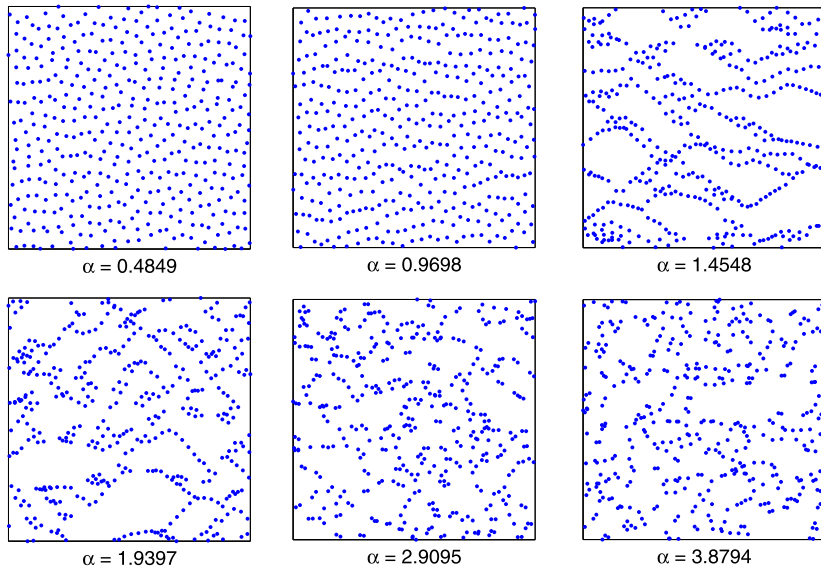 α = 0.4849
α = 0.9698
α = 1.4548
α = 1.9397
α = 2.9095
α = 3.8794